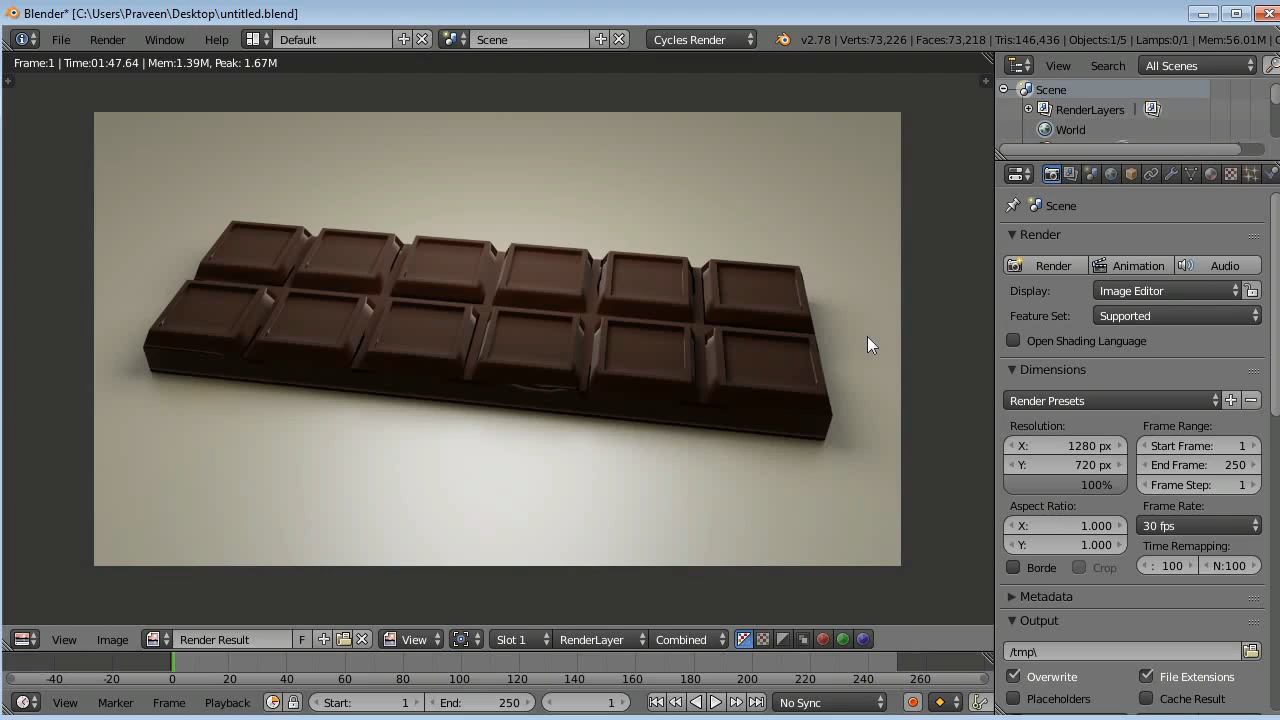 Blender* [C:\Users\Praveen\Desktop\untitled.blend]
File Render Window Help Default Scene Cycles Render v2.78 | Verts:73,226 | Faces:73,218 | Tris:146,436 | Objects:1/5 | Lamps:0/1 | Mem:56.01M |
Frame:1 | Time:01:47.64 | Mem:1.39M, Peak: 1.67M
View Search All Scenes
Scene
RenderLayers |
World
Scene
Render
Render Animation Audio
Display: Image Editor
Feature Set: Supported
Open Shading Language
Dimensions
Render Presets
Resolution: Frame Range:
X: 1280 px Start Frame: 1
Y: 720 px End Frame: 250
100% Frame Step: 1
Aspect Ratio: Frame Rate:
X: 1.000 30 fps
Y: 1.000 Time Remapping:
Borde Crop : 100 N:100
Metadata
Output
/tmp\
Overwrite File Extensions
Placeholders Cache Result
View Image Render Result F View Slot 1 RenderLayer Combined
-40 -20 0 20 40 60 80 100 120 140 160 180 200 220 240 260
View Marker Frame Playback Start: 1 End: 250 1 No Sync